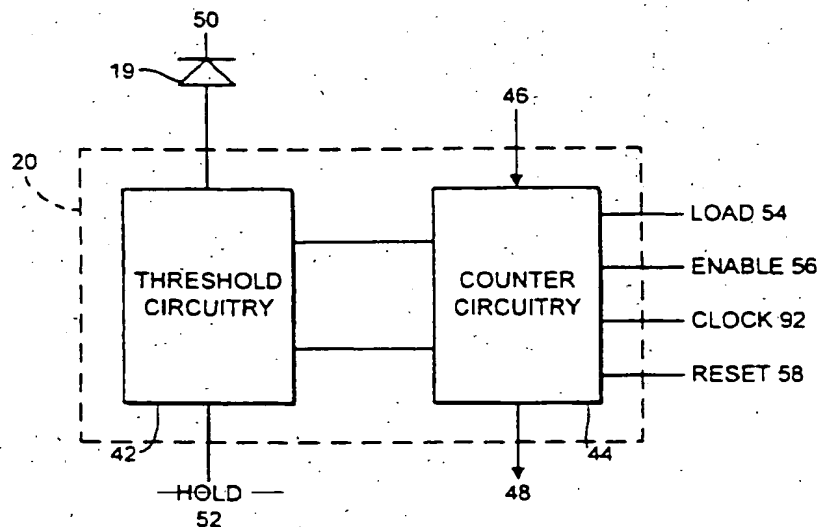 50
19
46
20
LOAD 54
ENABLE 56
THRESHOLD
CIRCUITRY
COUNTER
CIRCUITRY
CLOCK 92
RESET 58
42
44
HOLD
52
48